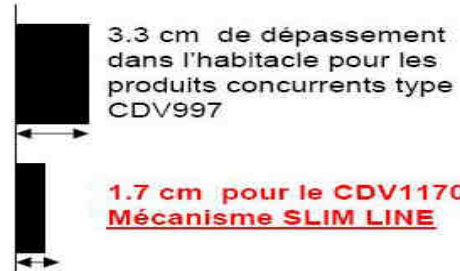 3.3 cm de dépassement
dans l'habitacle pour les
produits concurrents type
CDV997
1.7 cm pour le CDV1170
Mécanisme SLIM LINE